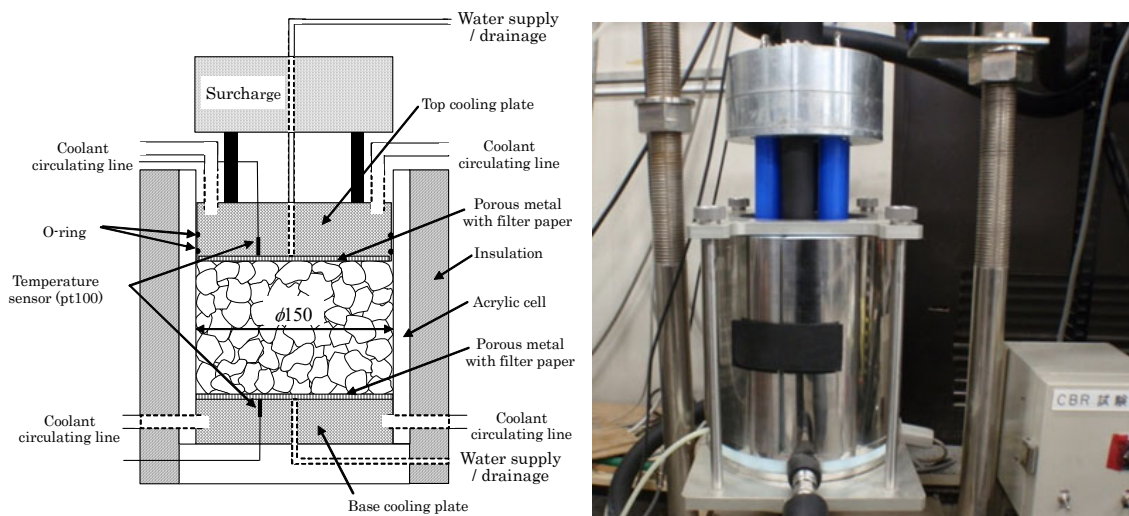 Water supply
/ drainage
Surcharge
Top cooling plate
Coolant
circulating line
Coolant
circulating line
Porous metal
with filter paper
O-ring
Insulation
Temperature
sensor (pt100)
ϕ150
Acrylic cell
Porous metal
with filter paper
Coolant
circulating line
Coolant
circulating line
Water supply
/ drainage
Base cooling plate
CBR 試験